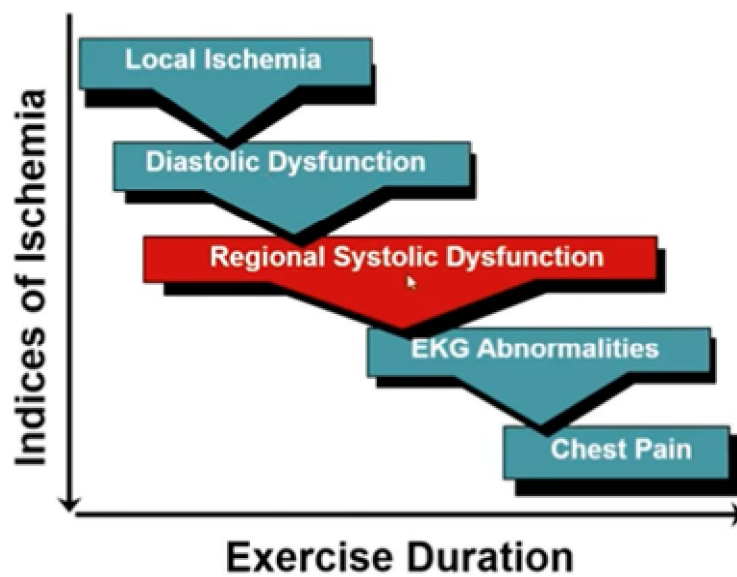 Local Ischemia
Diastolic Dysfunction
Regional Systolic Dysfunction
EKG Abnormalities
Chest Pain
Indices of Ischemia
Exercise Duration